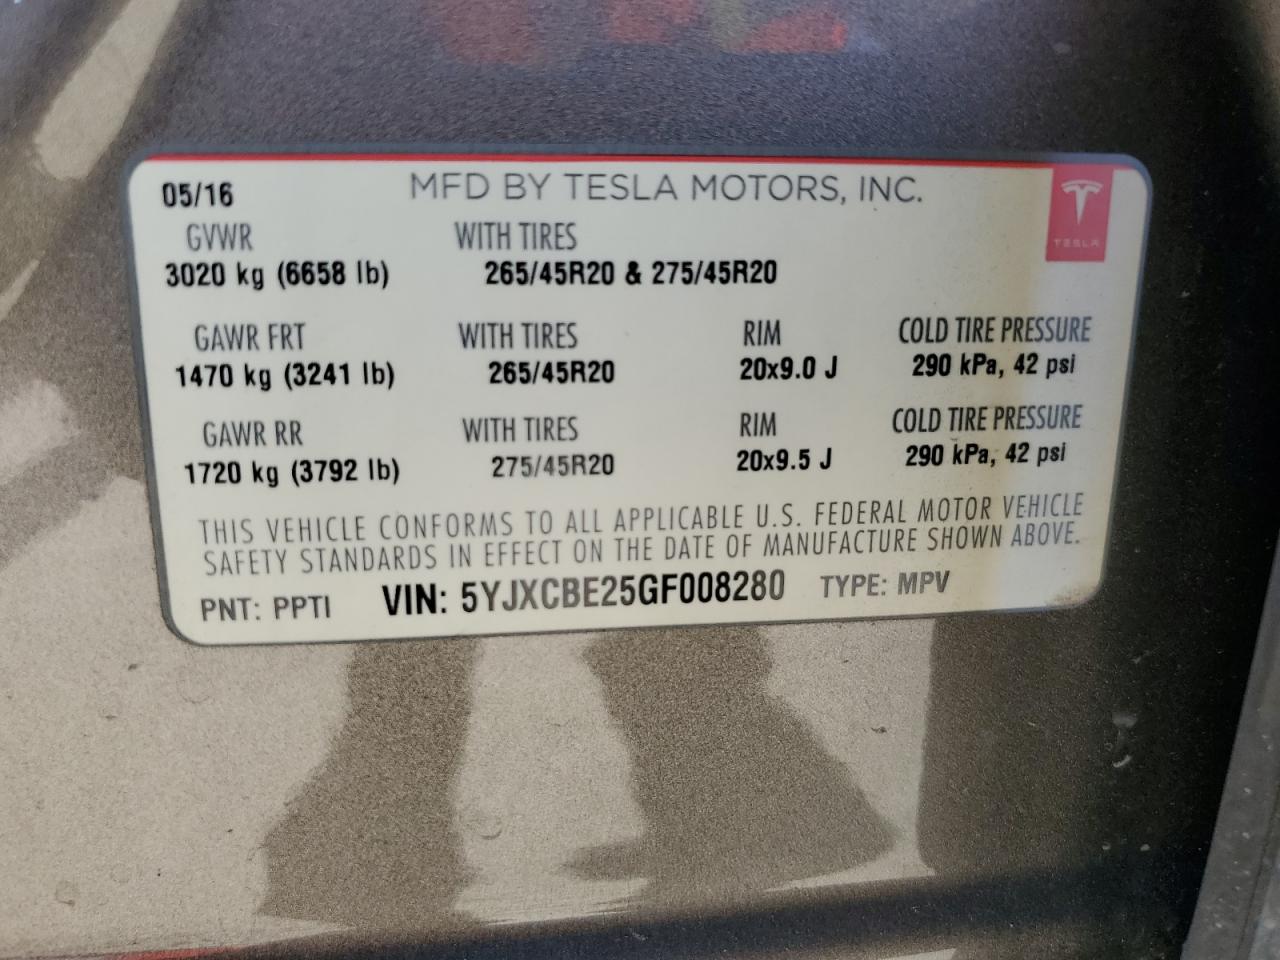 05/16 MFD BY TESLA MOTORS, INC.
TESLA
GVWR WITH TIRES
3020 kg (6658 lb) 265/45R20 & 275/45R20
GAWR FRT WITH TIRES RIM COLD TIRE PRESSURE
1470 kg (3241 lb) 265/45R20 20x9.0 J 290 kPa, 42 psi
GAWR RR WITH TIRES RIM COLD TIRE PRESSURE
1720 kg (3792 lb) 275/45R20 20x9.5 J 290 kPa, 42 psi
THIS VEHICLE CONFORMS TO ALL APPLICABLE U.S. FEDERAL MOTOR VEHICLE
SAFETY STANDARDS IN EFFECT ON THE DATE OF MANUFACTURE SHOWN ABOVE.
PNT: PPTI VIN: 5YJXCBE25GF008280 TYPE: MPV